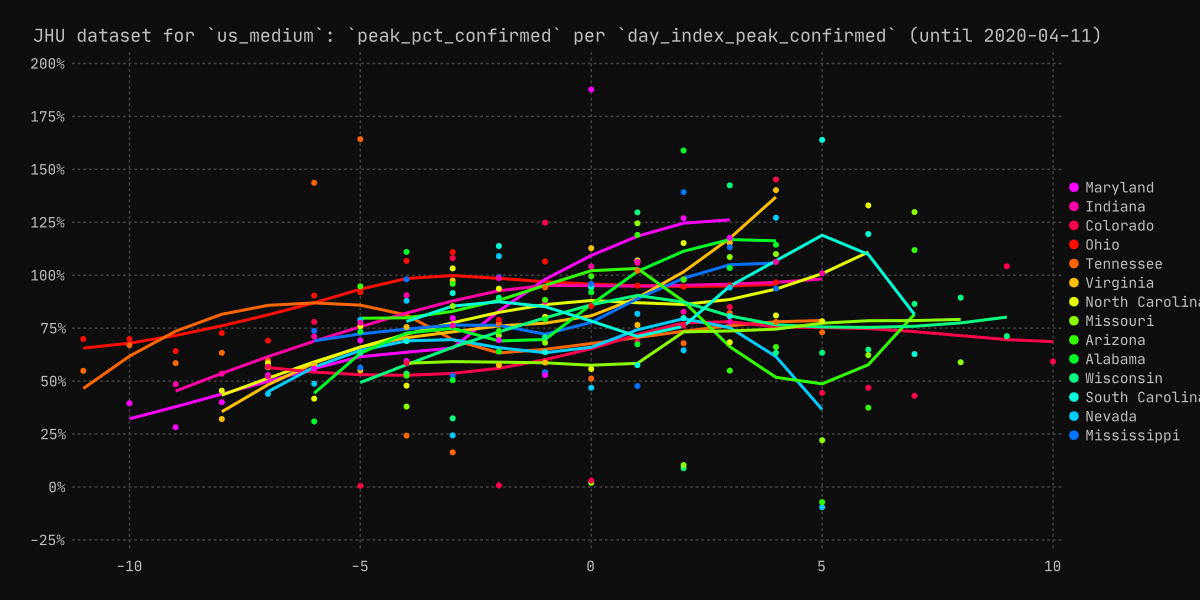 JHU dataset for `us_medium`: `peak_pct_confirmed` per `day_index_peak_confirmed` (until 2020-04-11)
200%
175%
150%
125%
100%
75%
50%
25%
0%
-25%
-10
-5
0
5
10
Maryland
Indiana
Colorado
Ohio
Tennessee
Virginia
North Carolina
Missouri
Arizona
Alabama
Wisconsin
South Carolina
Nevada
Mississippi